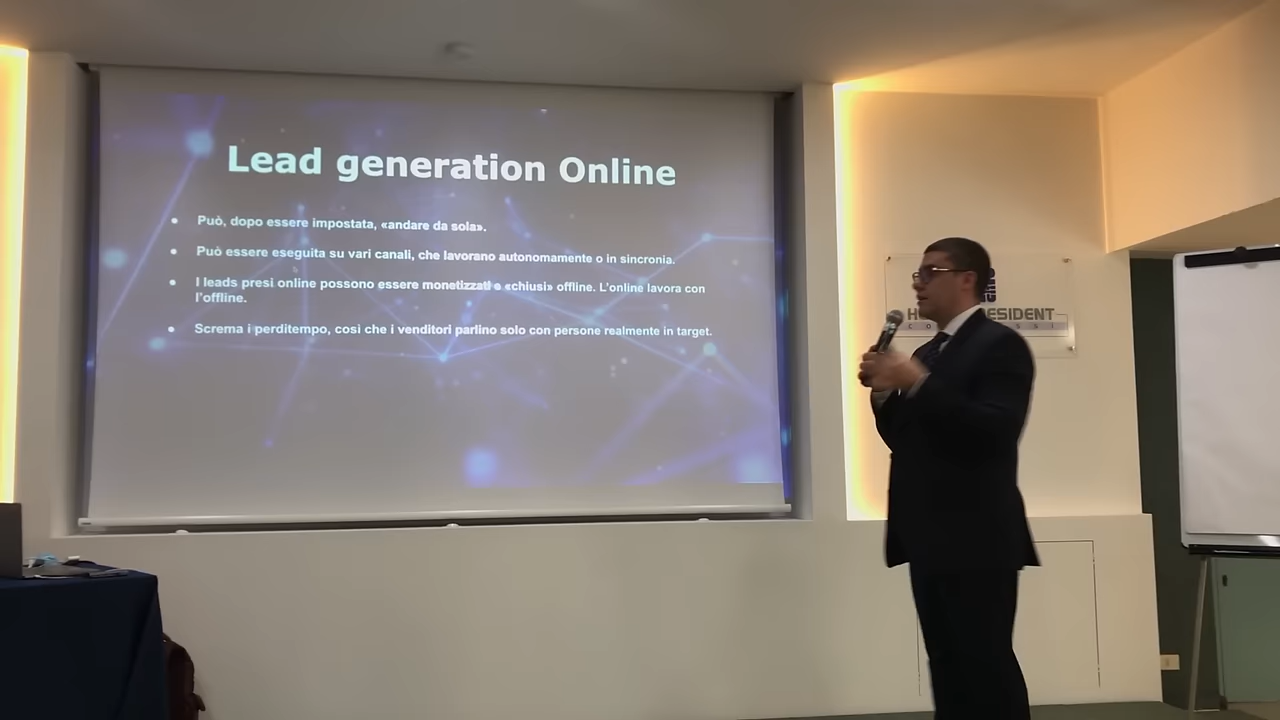 Lead generation Online
Può, dopo essere impostata, «andare da sola».
Può essere eseguita su vari canali, che lavorano autonomamente o in sincronia.
I leads presi online possono essere monetizzati e «chiusi» offline. L'online lavora con
l'offline.
Screma i perditempo, così che i venditori parlino solo con persone realmente in target.